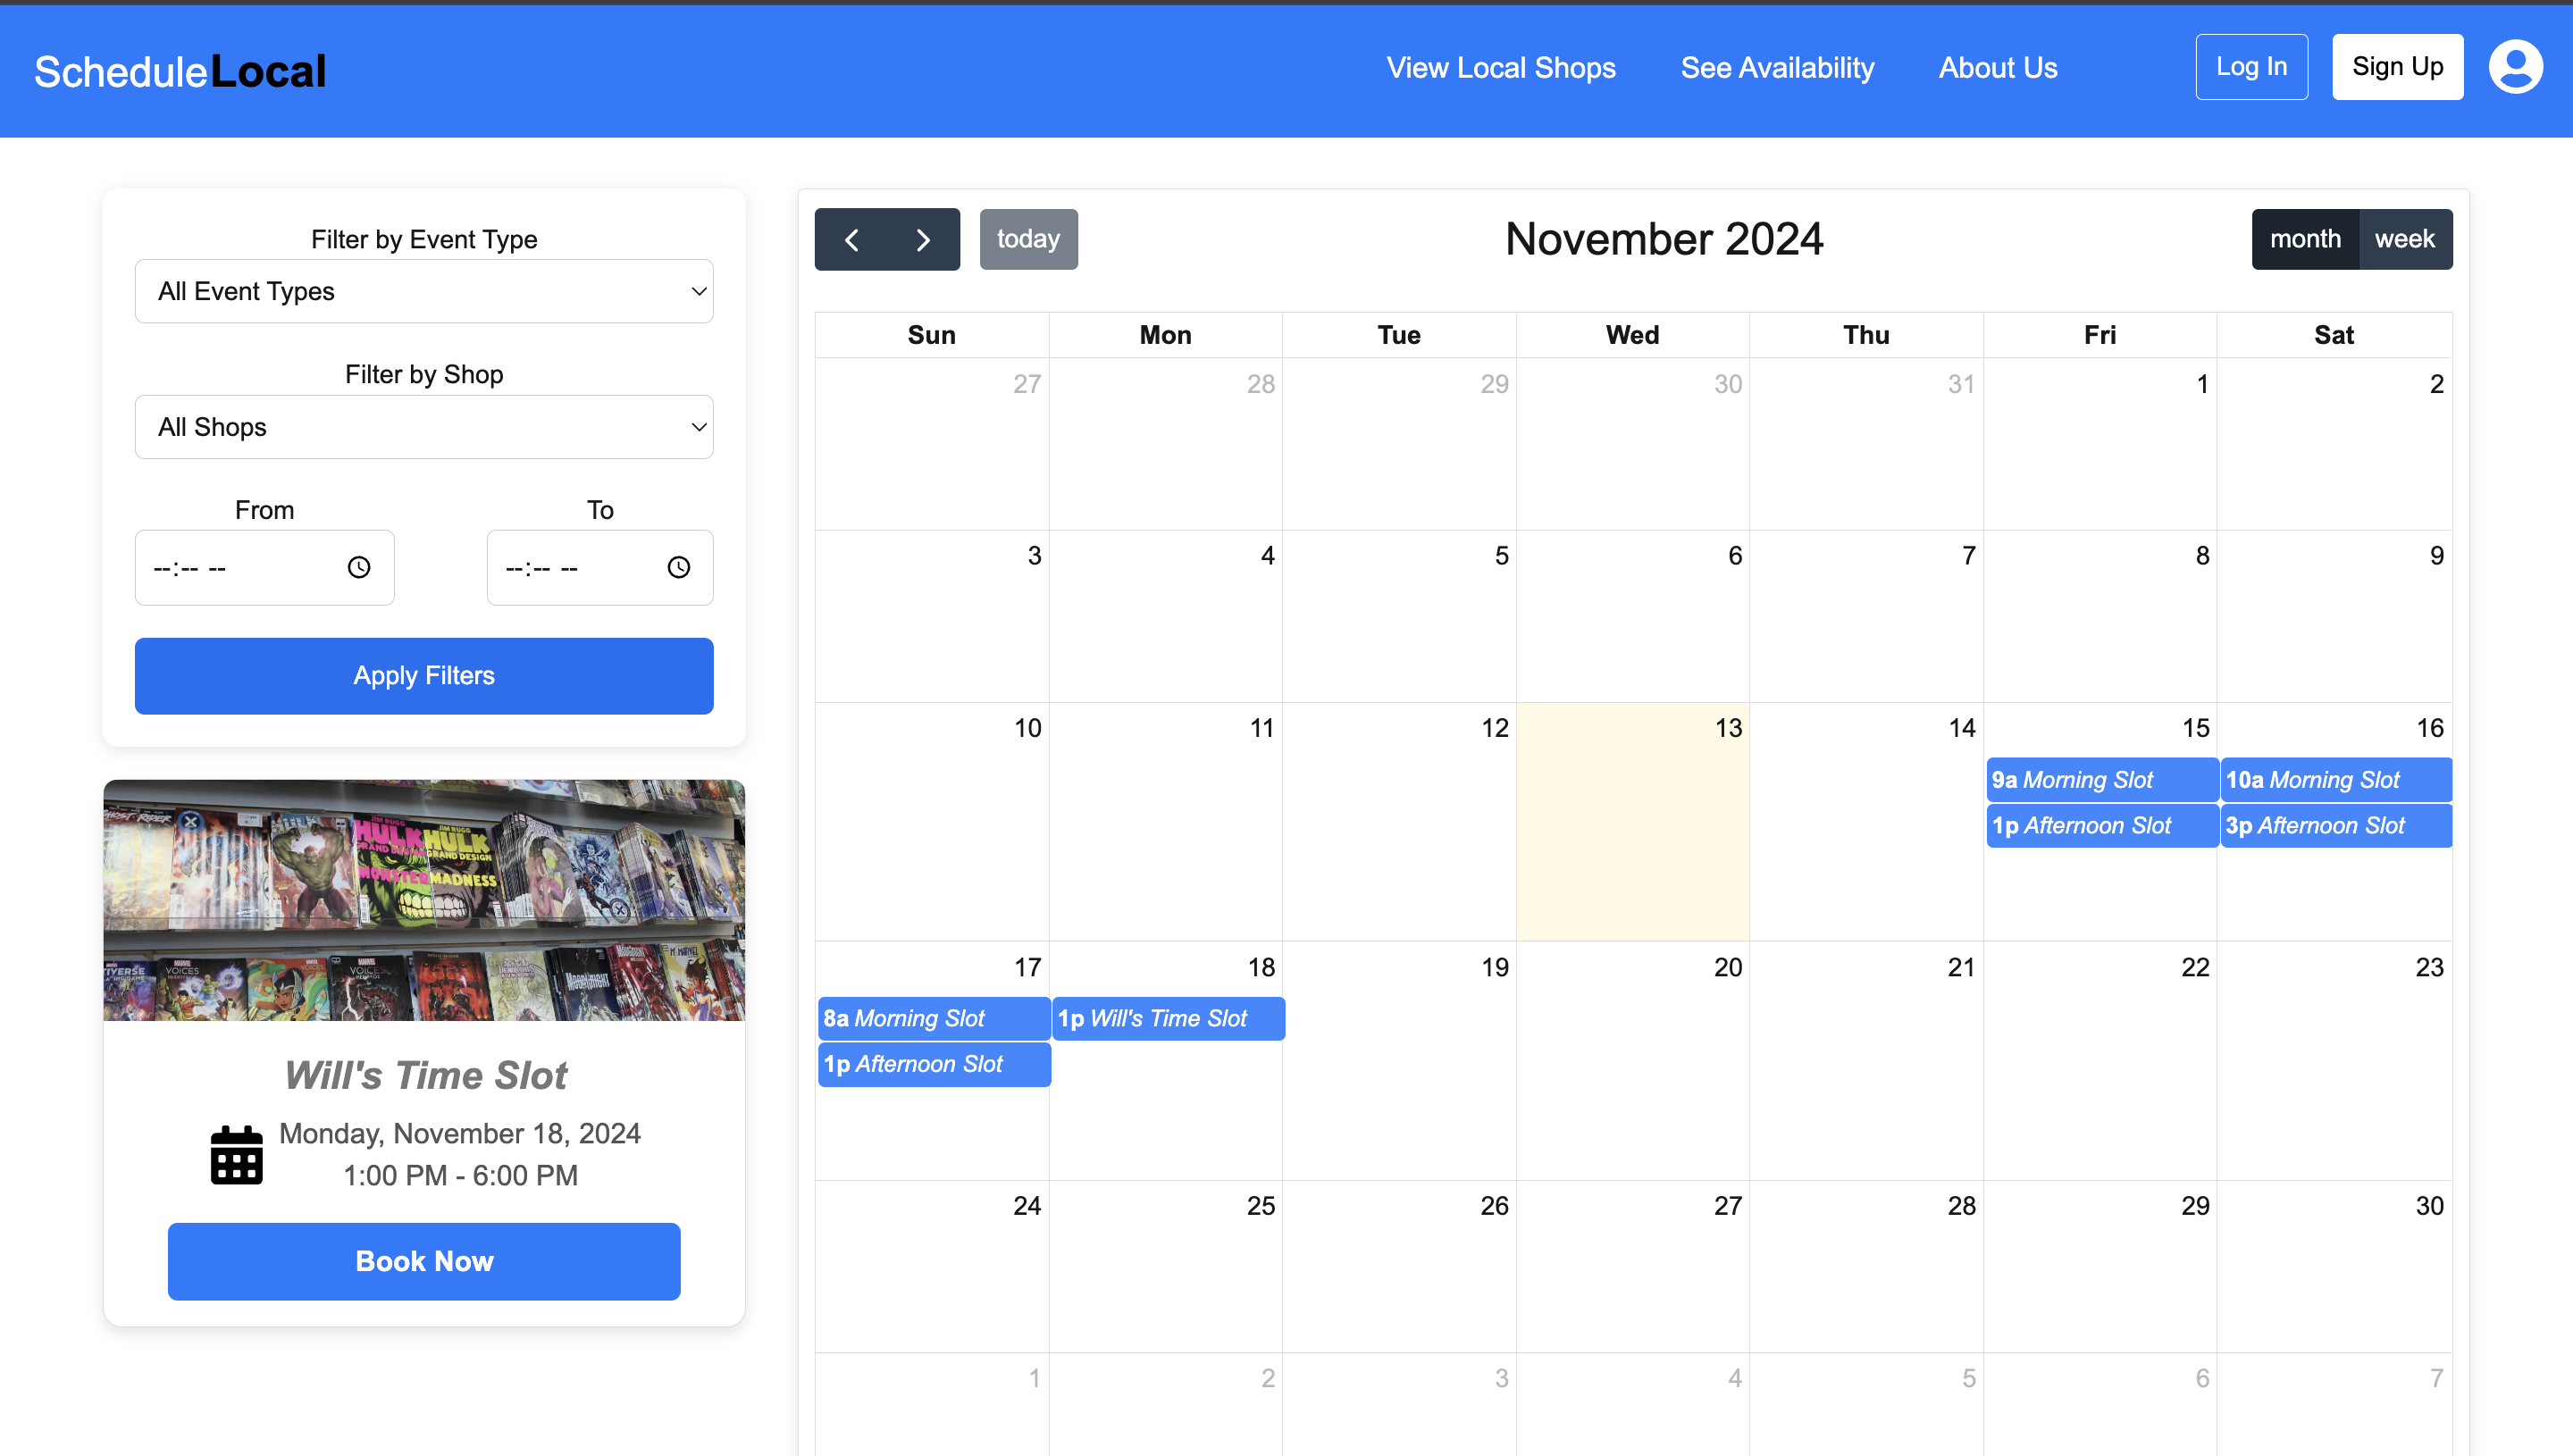 ScheduleLocal
View Local Shops
See Availability
About Us
Log In
Sign Up
Filter by Event Type
All Event Types
Filter by Shop
All Shops
From
To
--:-- --
--:-- --
Apply Filters
HULK
HULK
GRAND DESIGN
MONSTER
MADNESS
VOICES
VOICES
Will's Time Slot
Monday, November 18, 2024
1:00 PM - 6:00 PM
Book Now
today
November 2024
month week
Sun Mon Tue Wed Thu Fri Sat
27 28 29 30 31 1 2
3 4 5 6 7 8 9
10 11 12 13 14 15 16
9a Morning Slot
1p Afternoon Slot
10a Morning Slot
3p Afternoon Slot
17 18 19 20 21 22 23
8a Morning Slot
1p Afternoon Slot
1p Will's Time Slot
24 25 26 27 28 29 30
1 2 3 4 5 6 7